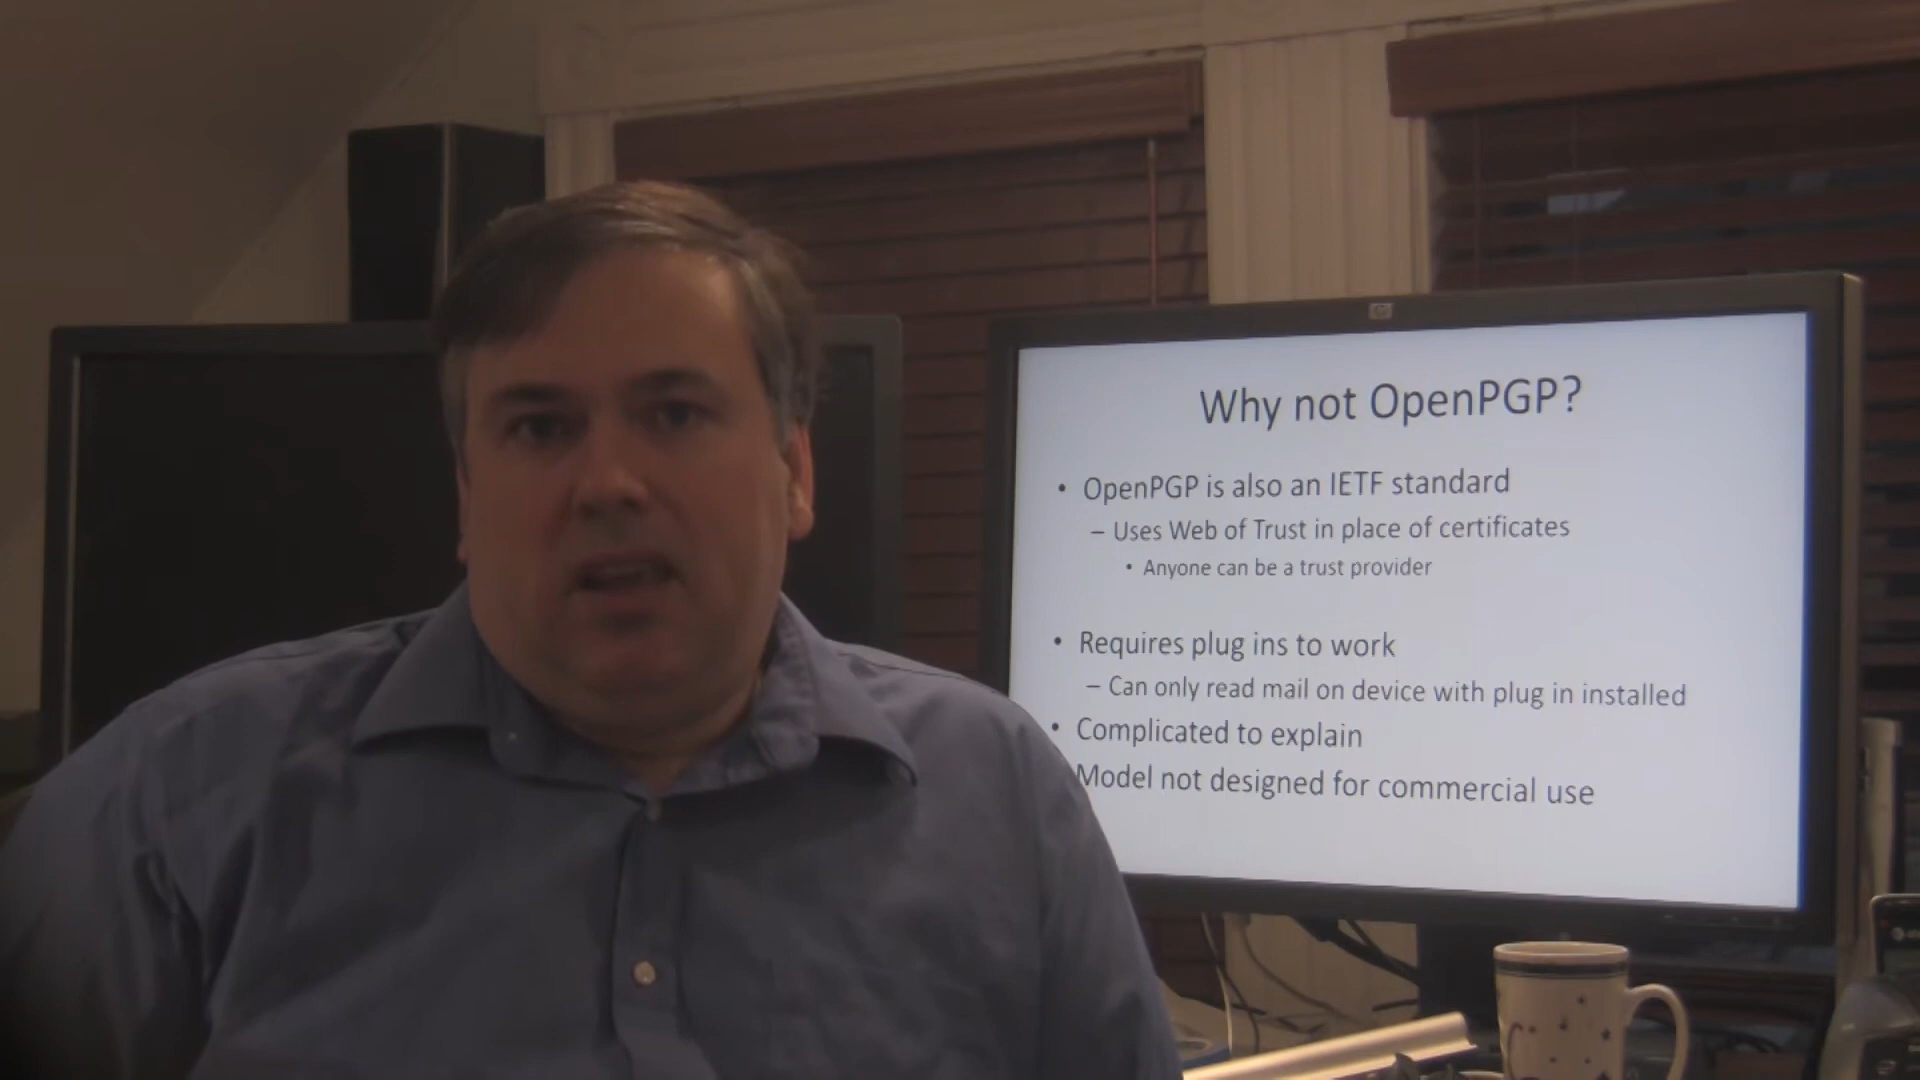 Why not OpenPGP?
• OpenPGP is also an IETF standard
– Uses Web of Trust in place of certificates
• Anyone can be a trust provider
• Requires plug ins to work
– Can only read mail on device with plug in installed
• Complicated to explain
Model not designed for commercial use